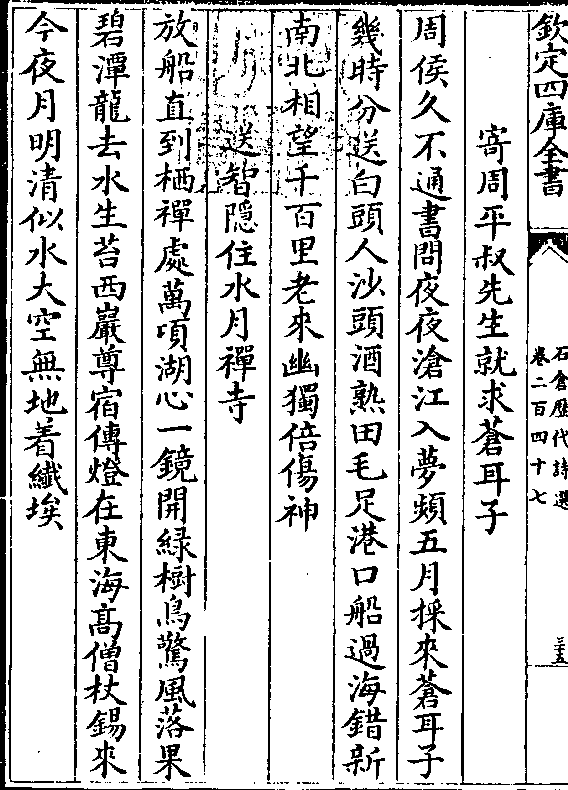 欽定四庫全書
石倉歷代詩選
卷二百四十七
三五
寄周平叔先生就求蒼耳子
周侯久不通書問夜夜滄江入夢頻五月採來蒼耳子
幾時分送白頭人沙頭酒熟田毛足港口船過海錯新
南北相望千百里老來幽獨倍傷神
送智隱住水月禪寺
放船直到栖禪處萬項湖心一鏡開綠樹鳥驚風落果
碧潭龍去水生苔西巖尊宿傳燈在東海髙僧杖錫來
今夜月明清似水大空無地着纖埃